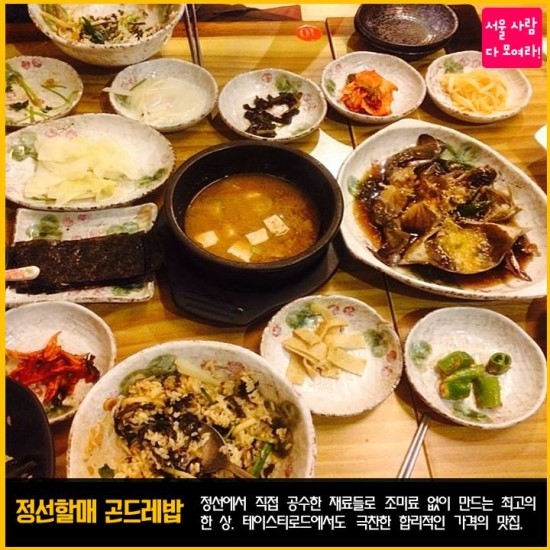 서울 사람
다 모여라!
정선할매 곤드레밥
정선에서 직접 공수한 재료들로 조미료 없이 만드는 최고의
한 상. 테이스티로드에서도 극찬한 합리적인 가격의 맛집.